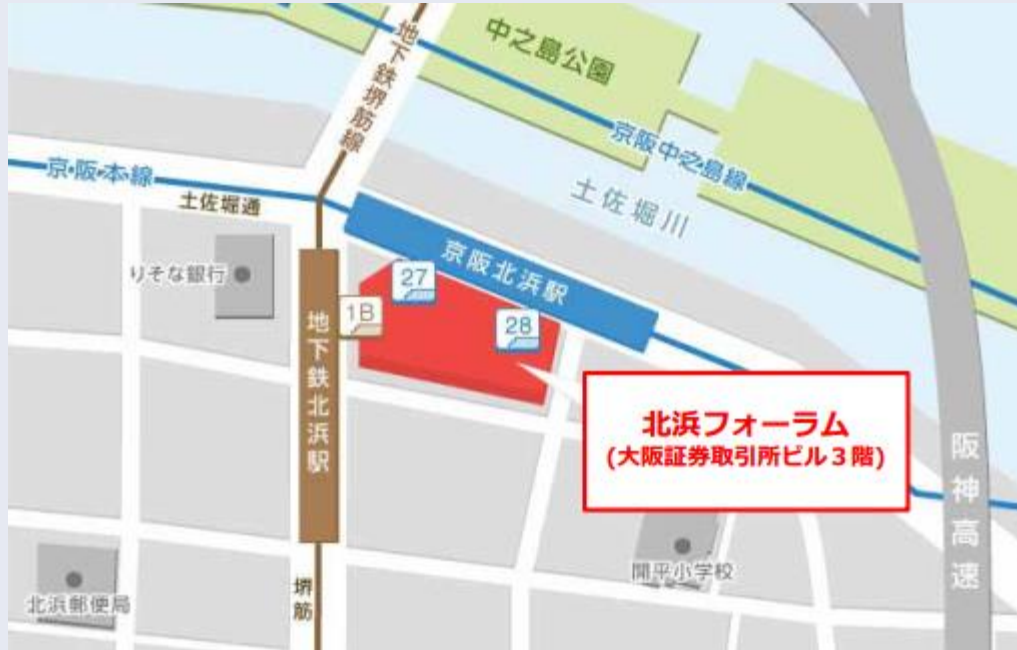 中之島公園
地下鉄堺筋線
京阪中之島線
京阪本線
土佐堀通
土佐堀川
りそな銀行
京阪北浜駅
27
1B
28
地下鉄北浜駅
北浜フォーラム
(大阪証券取引所ビル３階)
阪神高速
開平小学校
堺筋
北浜郵便局